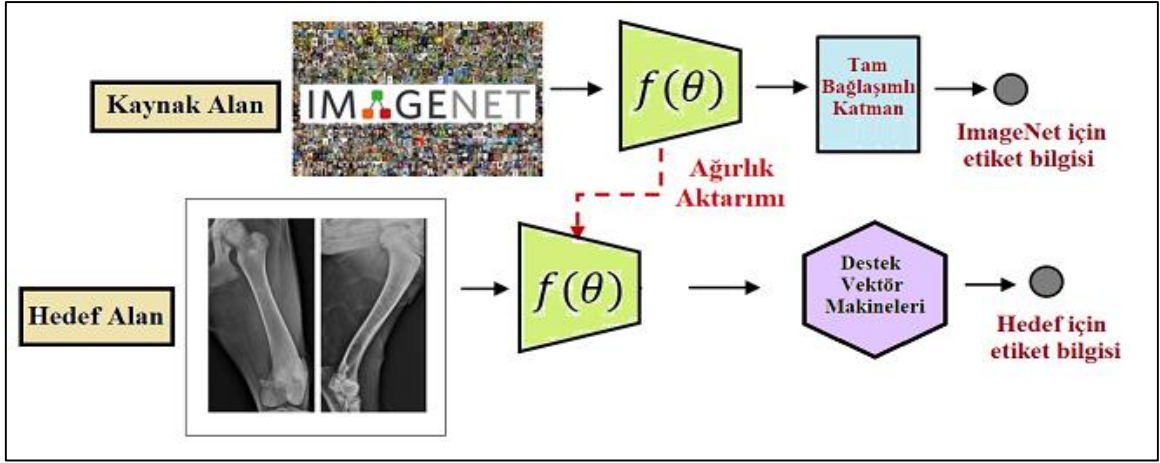 Kaynak Alan
IMAGENET
f(θ)
Tam
Bağlaşımlı
Katman
ImageNet için
etiket bilgisi
Ağırlık
Aktarımı
Hedef Alan
f(θ)
Destek
Vektör
Makineleri
Hedef için
etiket bilgisi